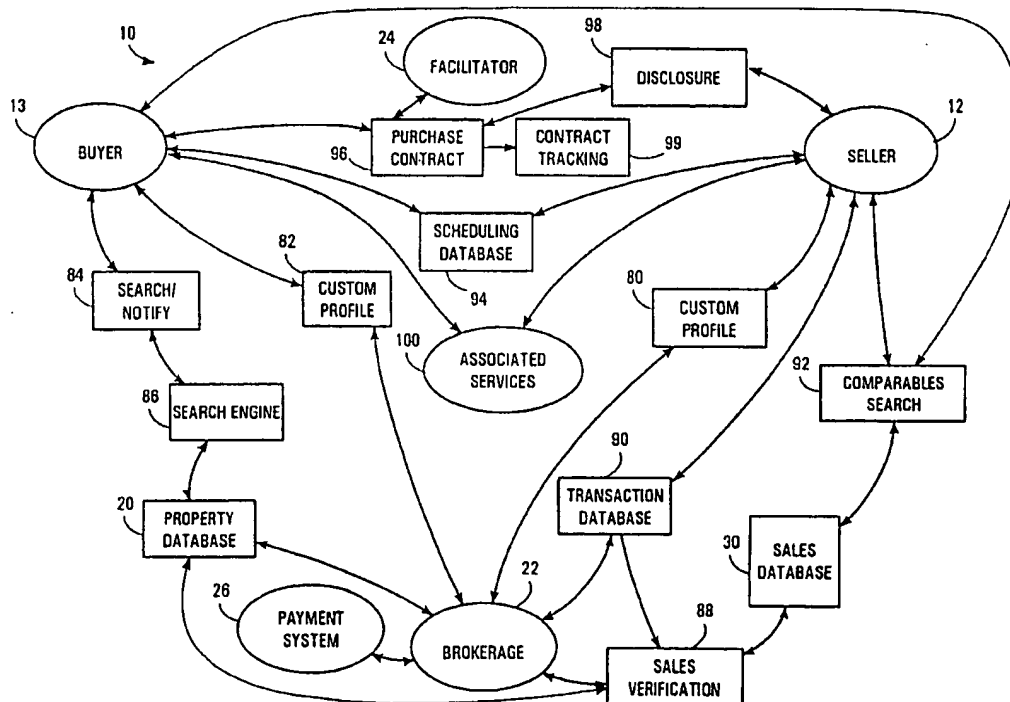 10
24
FACILITATOR
98
DISCLOSURE
13
BUYER
96
PURCHASE
CONTRACT
CONTRACT
TRACKING
99
12
SELLER
SCHEDULING
DATABASE
94
84
SEARCH/
NOTIFY
82
CUSTOM
PROFILE
80
CUSTOM
PROFILE
100
ASSOCIATED
SERVICES
92
COMPARABLES
SEARCH
86
SEARCH ENGINE
90
TRANSACTION
DATABASE
20
PROPERTY
DATABASE
30
SALES
DATABASE
26
PAYMENT
SYSTEM
22
BROKERAGE
88
SALES
VERIFICATION